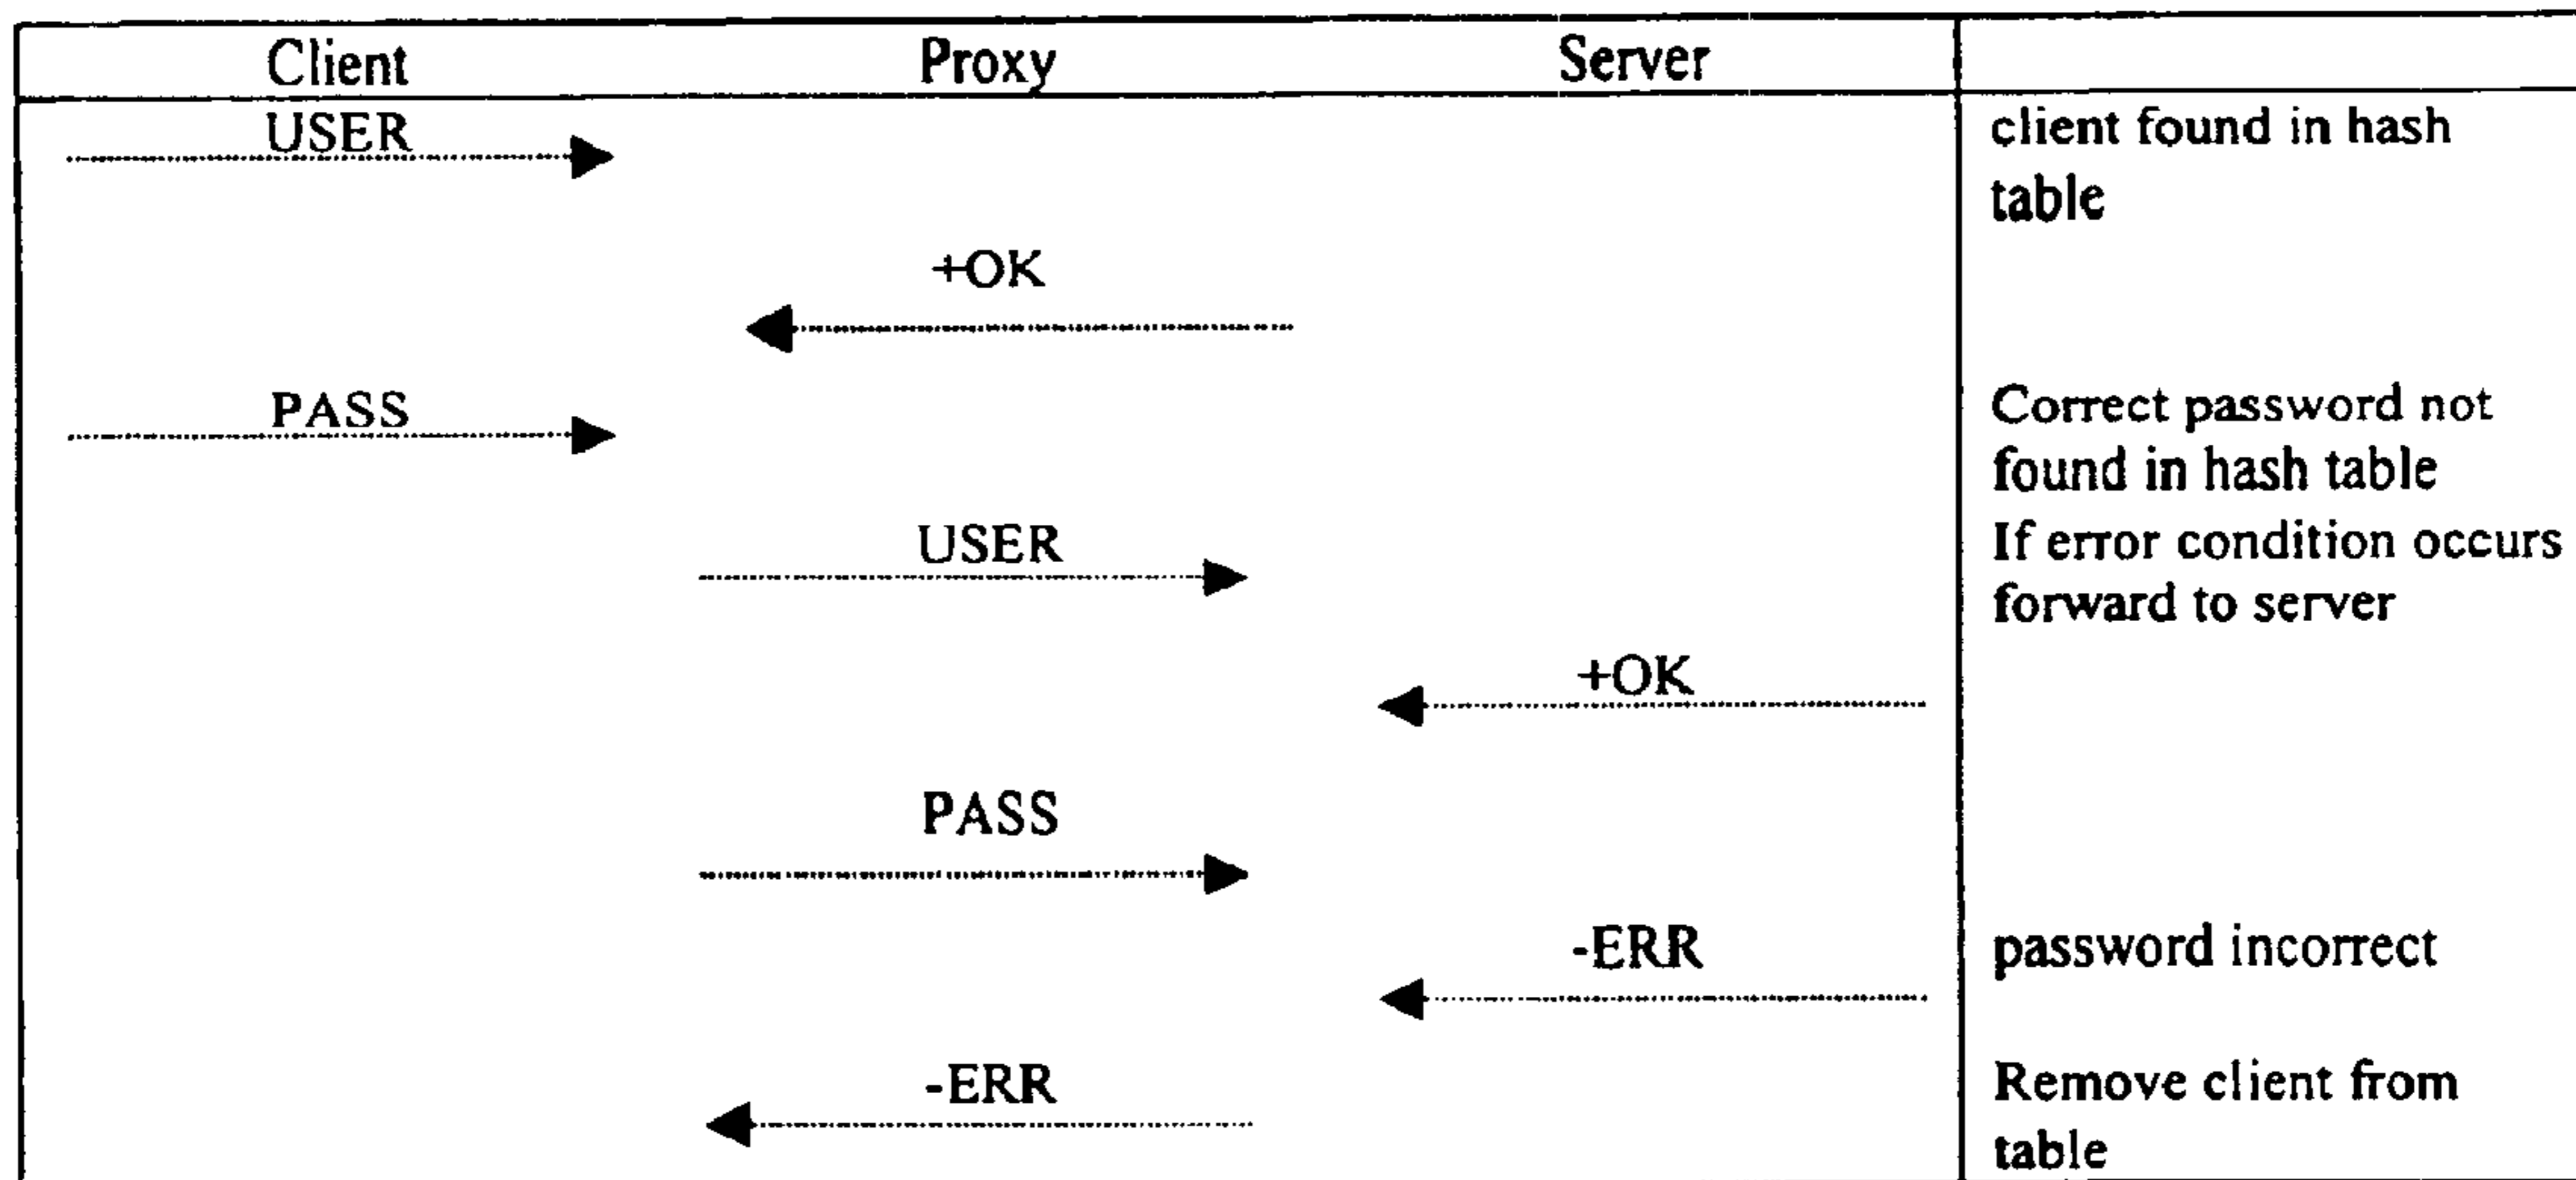 Client Proxy Server
USER
client found in hash
table
+OK
PASS
Correct password not
found in hash table
USER
If error condition occurs
forward to server
+OK
PASS
-ERR
password incorrect
-ERR
Remove client from
table